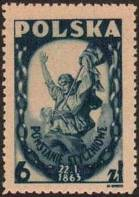 POLSKA
POWSTANIE STYCZNIOWE
22.I.
1863
6 zł